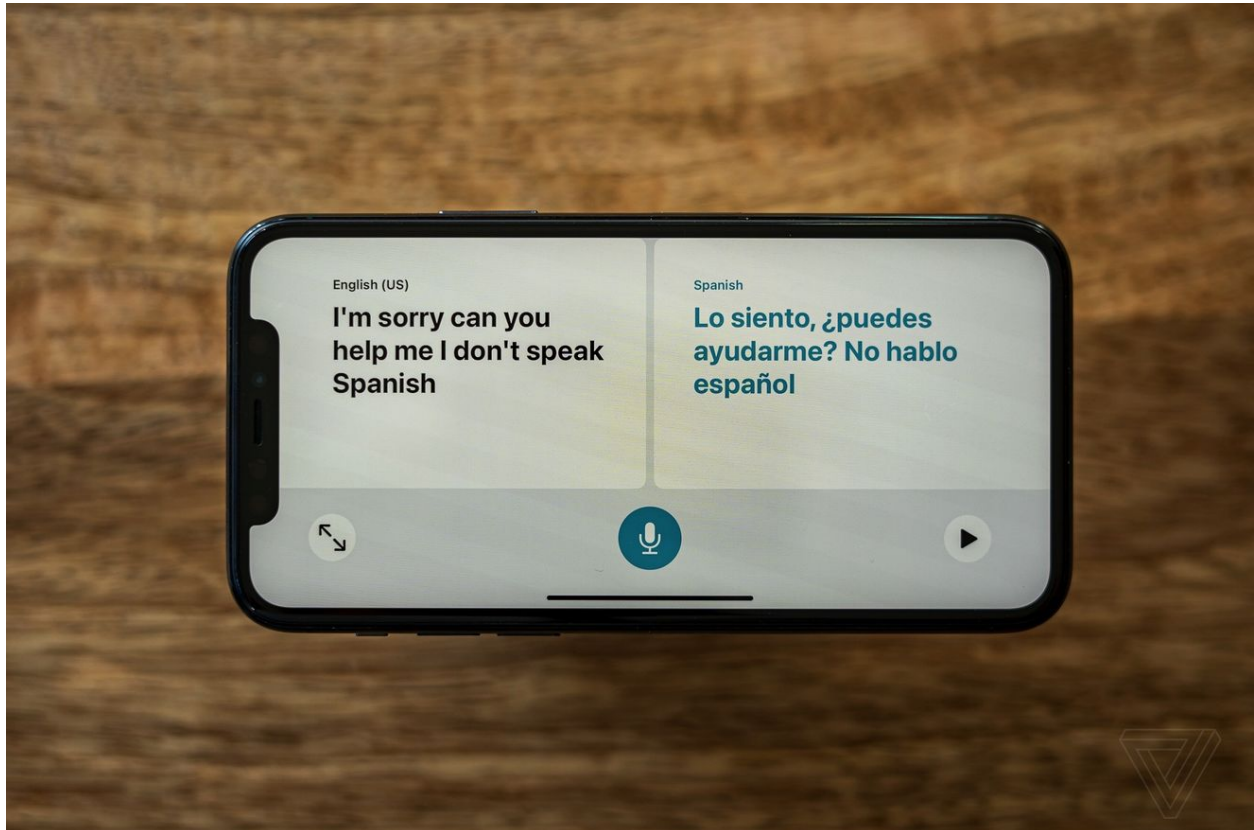 English (US)
I'm sorry can you
help me I don't speak
Spanish
Spanish
Lo siento, ¿puedes
ayudarme? No hablo
español